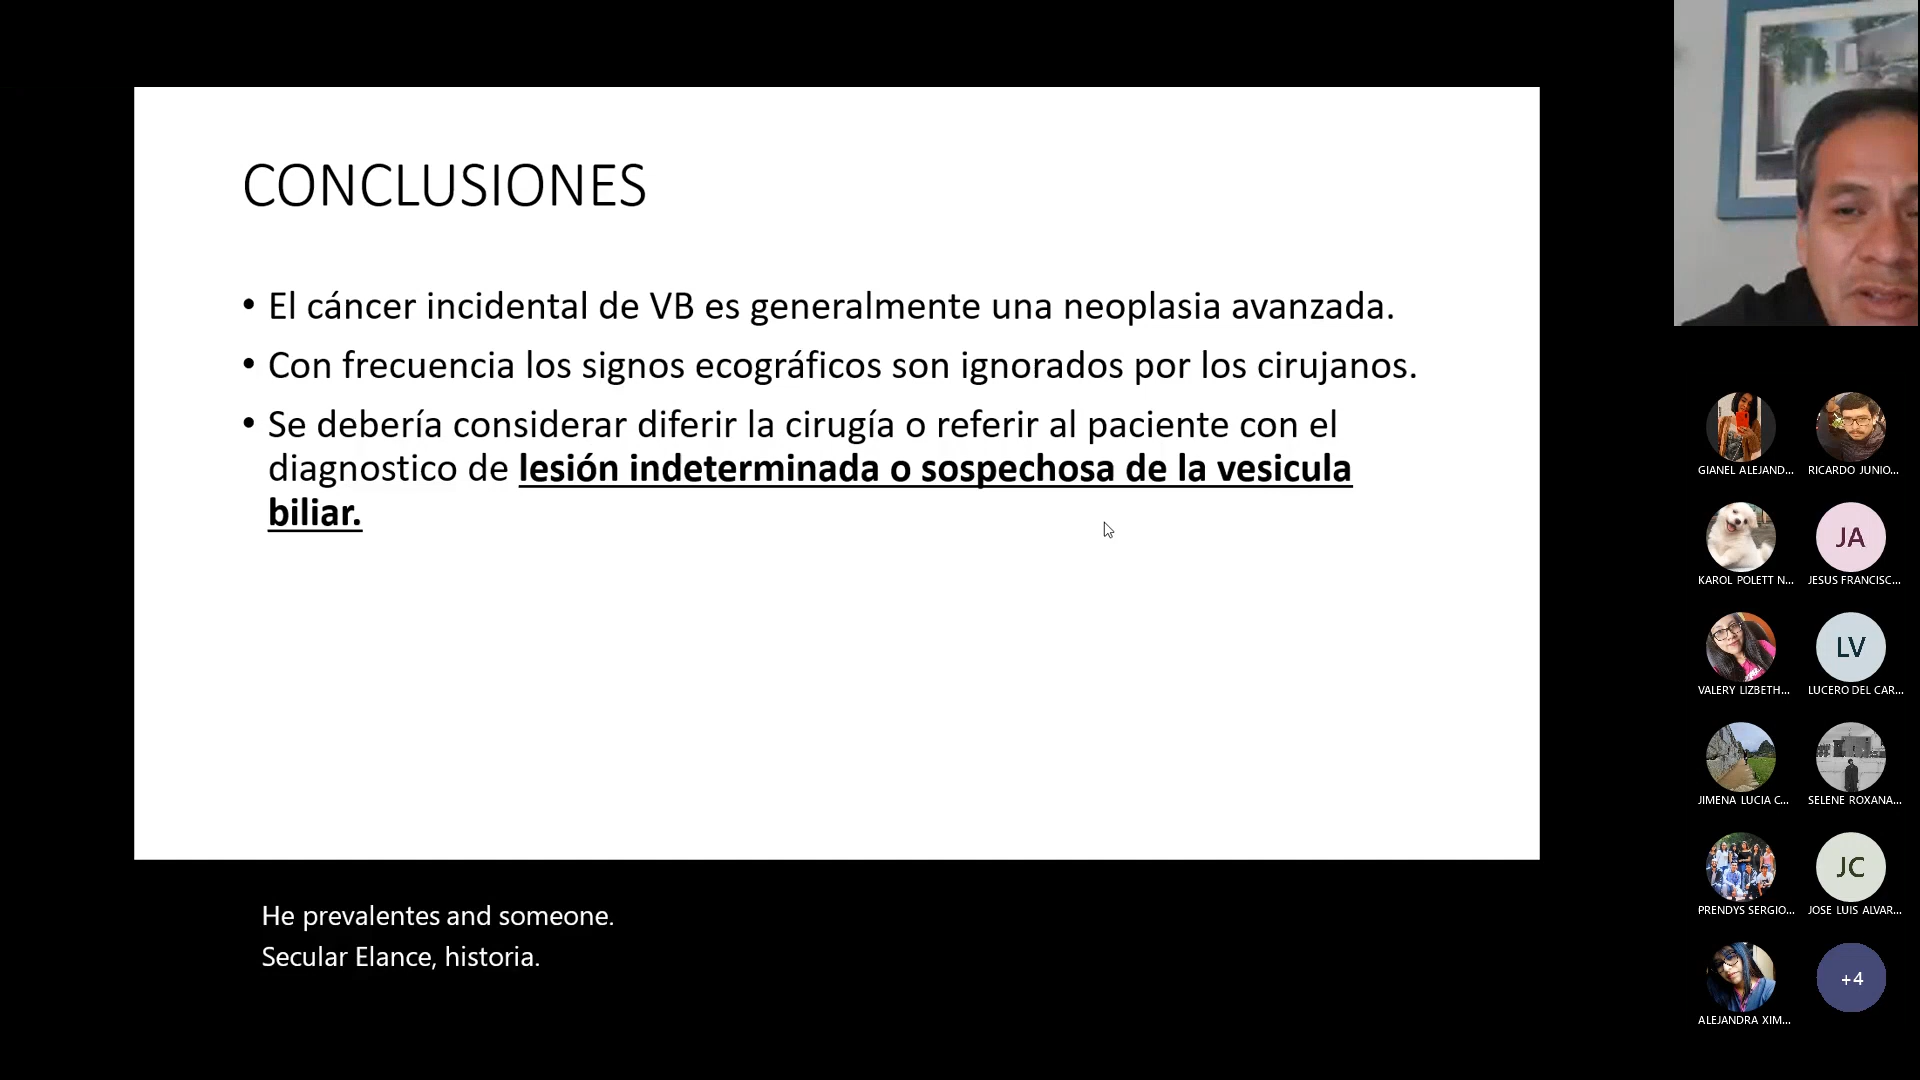 CONCLUSIONES
• El cáncer incidental de VB es generalmente una neoplasia avanzada.
• Con frecuencia los signos ecográficos son ignorados por los cirujanos.
• Se debería considerar diferir la cirugía o referir al paciente con el
diagnostico de lesión indeterminada o sospechosa de la vesicula
biliar.
He prevalentes and someone.
Secular Elance, historia.
GIANEL ALEJAND...
RICARDO JUNIO...
KAROL POLETT N...
JA
JESUS FRANCISC...
VALERY LIZBETH...
LV
LUCERO DEL CAR...
JIMENA LUCIA C...
SELENE ROXANA...
PRENDYS SERGIO...
JC
JOSE LUIS ALVAR...
ALEJANDRA XIM...
+4